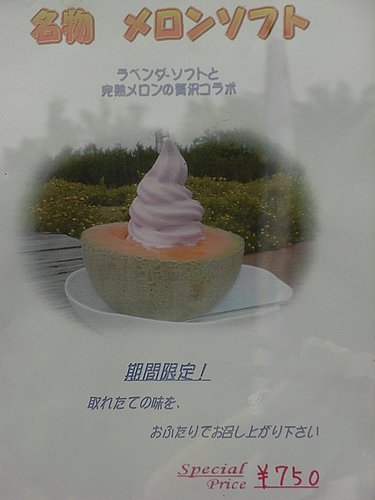 名物 メロンソフト
ラベンダーソフトと
完熟メロンの贅沢コラボ
期間限定!
取れたての味を、
おふたりでお召し上がり下さい
Special
Price ¥750